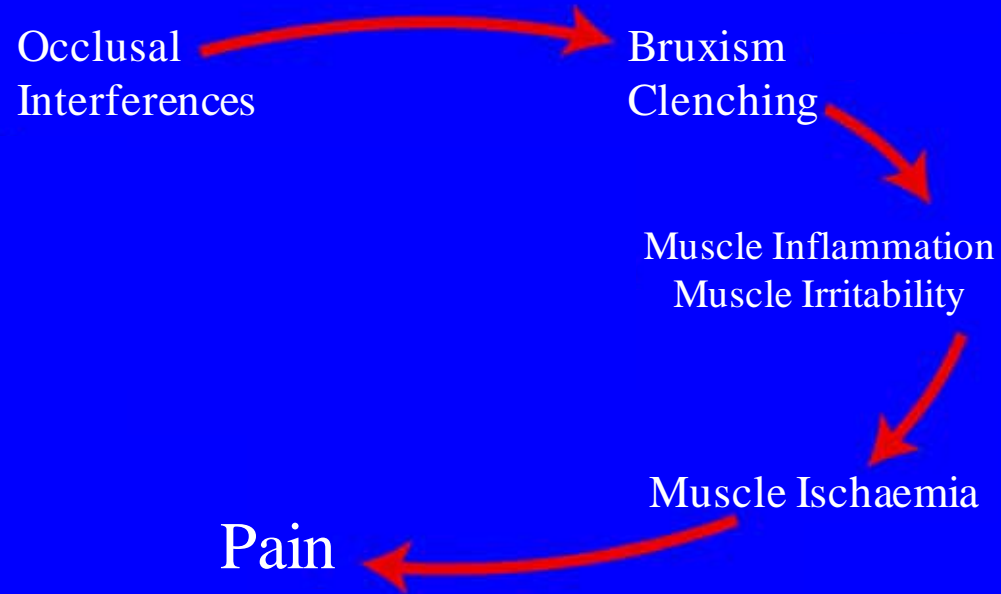 Occlusal
Interferences
Bruxism
Clenching
Muscle Inflammation
Muscle Irritability
Muscle Ischaemia
Pain